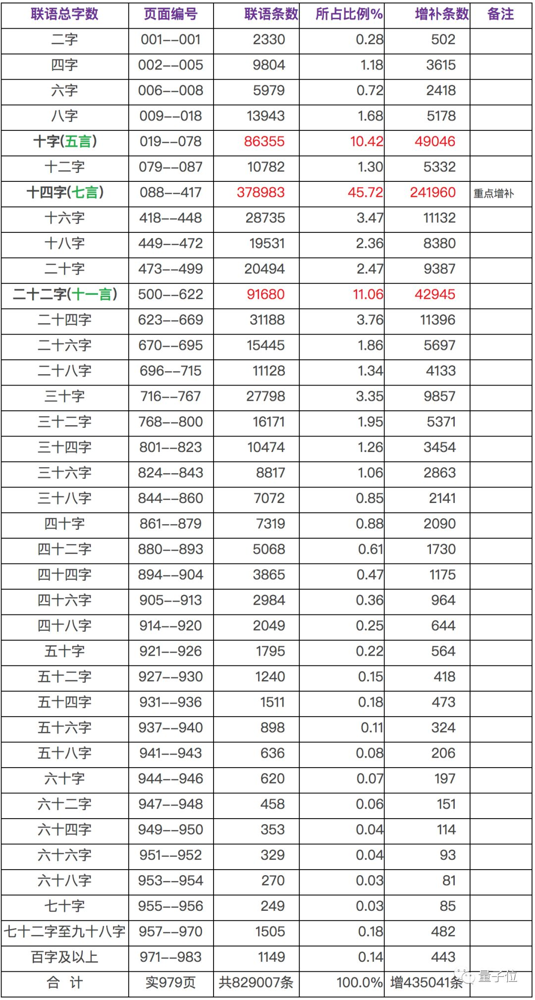 联语总字数 页面编号 联语条数 所占比例% 增补条数 备注
二字 001--001 2330 0.28 502
四字 002--005 9804 1.18 3615
六字 006--008 5979 0.72 2418
八字 009--018 13943 1.68 5178
十字(五言) 019--078 86355 10.42 49046
十二字 079--087 10782 1.30 5332
十四字(七言) 088--417 378983 45.72 241960 重点增补
十六字 418--448 28735 3.47 11132
十八字 449--472 19531 2.36 8380
二十字 473--499 20494 2.47 9387
二十二字(十一言) 500--622 91680 11.06 42945
二十四字 623--669 31188 3.76 11396
二十六字 670--695 15445 1.86 5697
二十八字 696--715 11128 1.34 4133
三十字 716--767 27798 3.35 9857
三十二字 768--800 16171 1.95 5371
三十四字 801--823 10474 1.26 3454
三十六字 824--843 8817 1.06 2863
三十八字 844--860 7072 0.85 2141
四十字 861--879 7319 0.88 2090
四十二字 880--893 5068 0.61 1730
四十四字 894--904 3865 0.47 1175
四十六字 905--913 2984 0.36 964
四十八字 914--920 2049 0.25 644
五十字 921--926 1795 0.22 564
五十二字 927--930 1240 0.15 418
五十四字 931--936 1511 0.18 473
五十六字 937--940 898 0.11 324
五十八字 941--943 636 0.08 206
六十字 944--946 620 0.07 197
六十二字 947--948 458 0.06 151
六十四字 949--950 353 0.04 114
六十六字 951--952 329 0.04 93
六十八字 953--954 270 0.03 81
七十字 955--956 249 0.03 85
七十二字至九十八字 957--970 1505 0.18 482
百字及以上 971--983 1149 0.14 443
合 计 实979页 共829007条 100.0% 增435041条
量子位